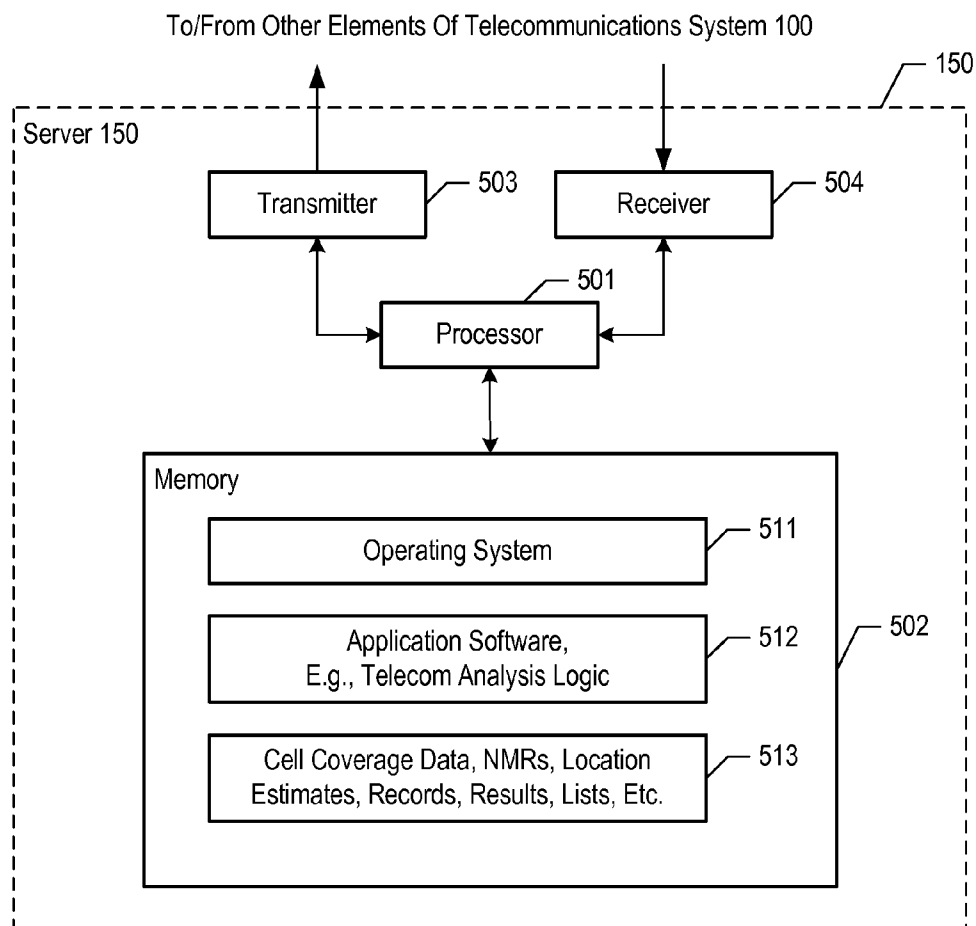 To/From Other Elements Of Telecommunications System 100
150
Server 150
Transmitter
503
Receiver
504
501
Processor
Memory
Operating System
511
Application Software,
E.g., Telecom Analysis Logic
512
502
Cell Coverage Data, NMRs, Location
Estimates, Records, Results, Lists, Etc.
513